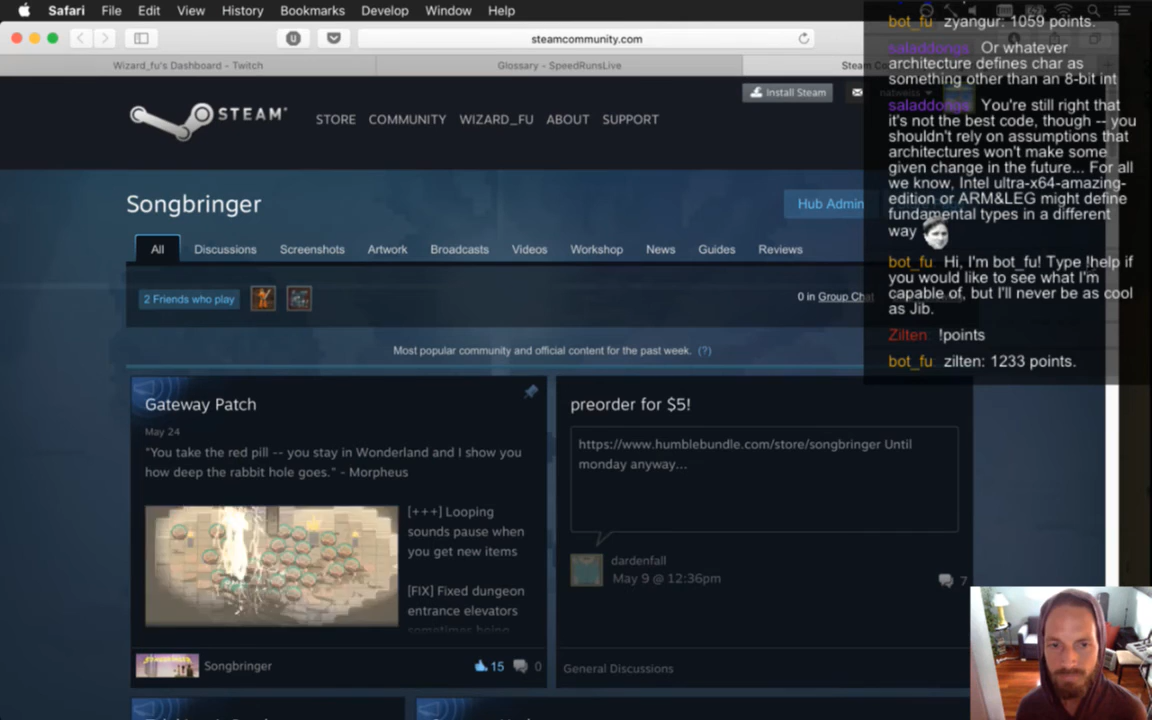 Safari File Edit View History Bookmarks Develop Window Help
steamcommunity.com
Wizard_fu's Dashboard - Twitch
Glossary - SpeedRunsLive
Steam Co
STEAM
Install Steam
natweiss
STORE COMMUNITY WIZARD_FU ABOUT SUPPORT
Songbringer
Hub Admin
All Discussions Screenshots Artwork Broadcasts Videos Workshop News Guides Reviews
2 Friends who play
0 in Group Chat
Most popular community and official content for the past week. (?)
Gateway Patch
May 24
"You take the red pill -- you stay in Wonderland and I show you
how deep the rabbit hole goes." - Morpheus
[+++] Looping
sounds pause when
you get new items
[FIX] Fixed dungeon
entrance elevators
sometimes being
Songbringer
15
0
preorder for $5!
https://www.humblebundle.com/store/songbringer Until
monday anyway...
dardenfall
May 9 @ 12:36pm
7
General Discussions
bot_fu: zyangur: 1059 points.
saladdongs: Or whatever
architecture defines char as
something other than an 8-bit int
saladdongs: You're still right that
it's not the best code, though -- you
shouldn't rely on assumptions that
architectures won't make some
given change in the future... For all
we know, Intel ultra-x64-amazing-
edition or ARM&LEG might define
fundamental types in a different
way
bot_fu: Hi, I'm bot_fu! Type !help if
you would like to see what I'm
capable of, but I'll never be as cool
as Jib.
Zilten: !points
bot_fu: zilten: 1233 points.